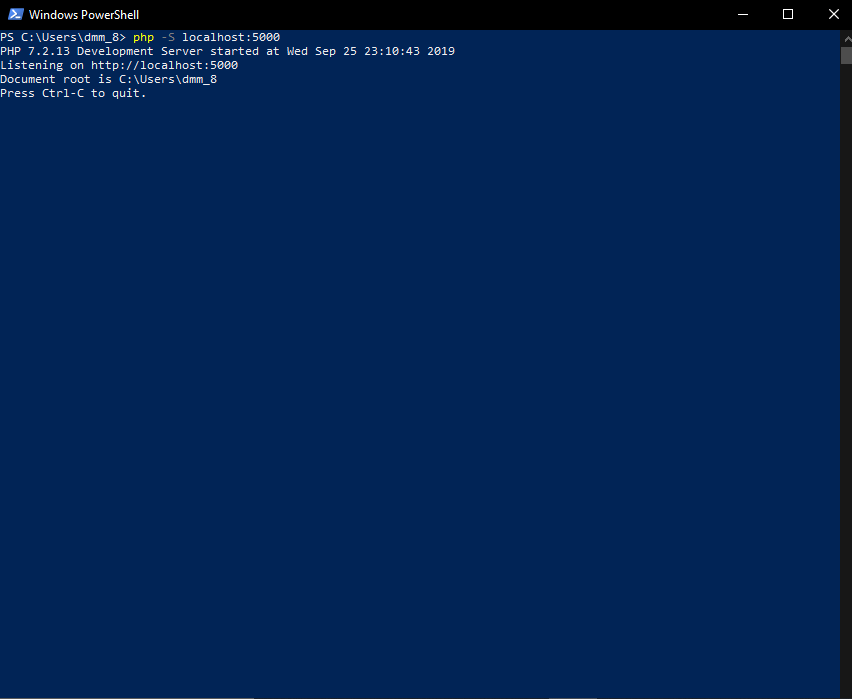 Windows PowerShell
PS C:\Users\dmm_8> php -S localhost:5000
PHP 7.2.13 Development Server started at Wed Sep 25 23:10:43 2019
Listening on http://localhost:5000
Document root is C:\Users\dmm_8
Press Ctrl-C to quit.